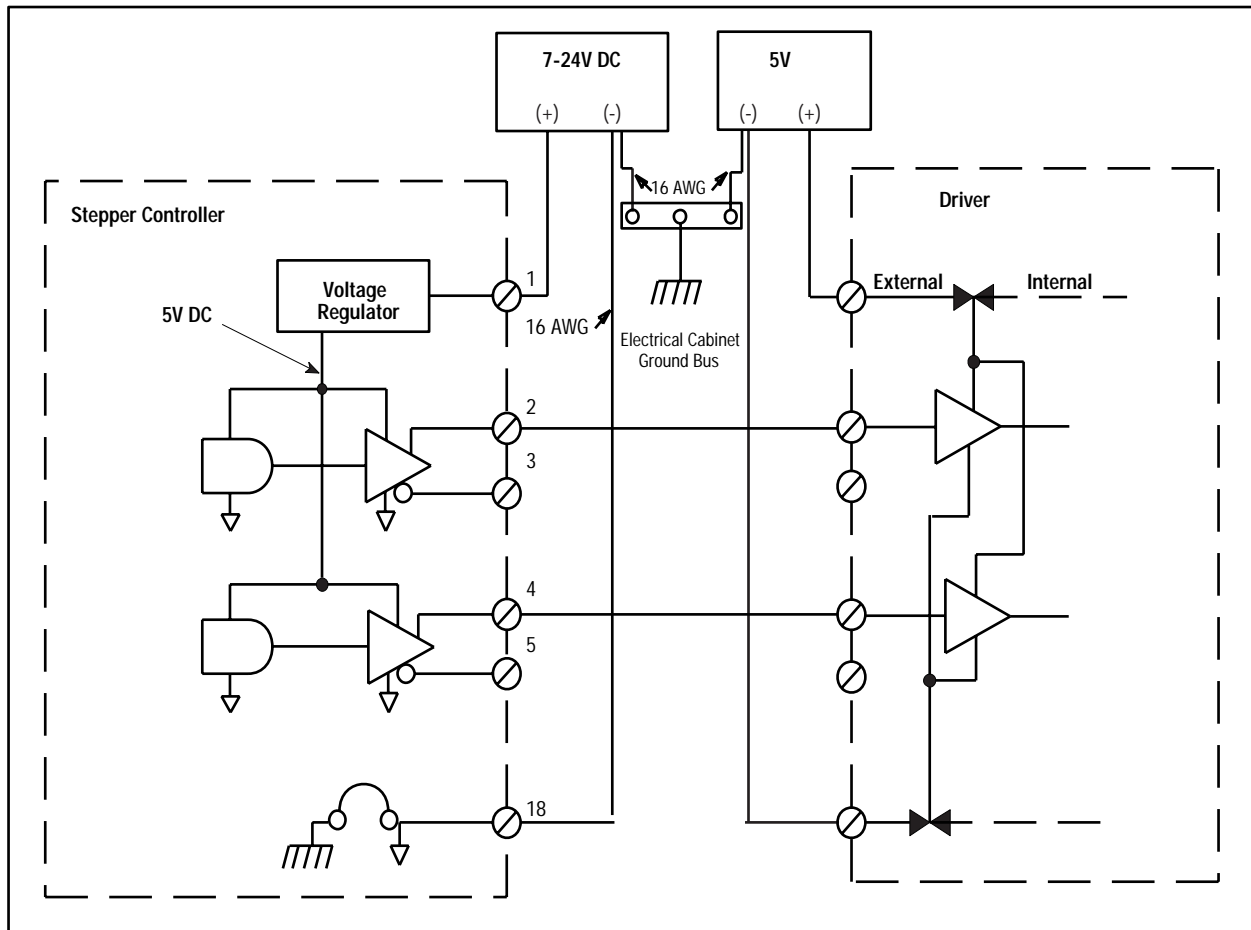 7-24V DC
(+) (-)
5V
(-) (+)
16 AWG
Stepper Controller
Driver
Voltage
Regulator
1
External
Internal
5V DC
16 AWG
Electrical Cabinet
Ground Bus
2
3
4
5
18